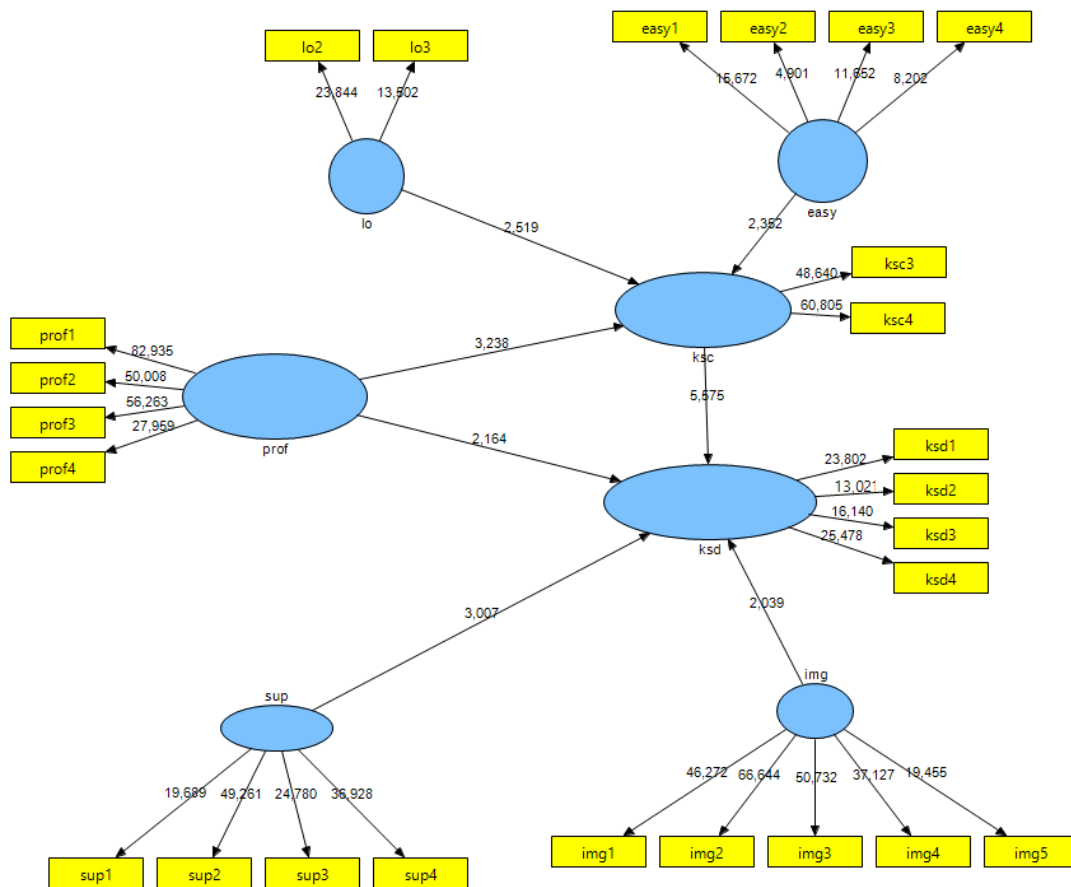 lo2
lo3
easy1
easy2
easy3
easy4
23,844
13,502
15,672
4,901
11,652
8,202
lo
easy
2,519
2,352
ksc3
48,640
ksc4
60,805
ksc
prof1
82,935
prof2
50,008
prof3
56,263
prof4
27,959
prof
3,238
5,575
2,164
ksd1
23,802
ksd2
13,021
ksd3
16,140
ksd4
25,478
ksd
3,007
2,039
sup
img
19,689
49,261
24,780
36,928
46,272
66,644
50,732
37,127
19,455
sup1
sup2
sup3
sup4
img1
img2
img3
img4
img5